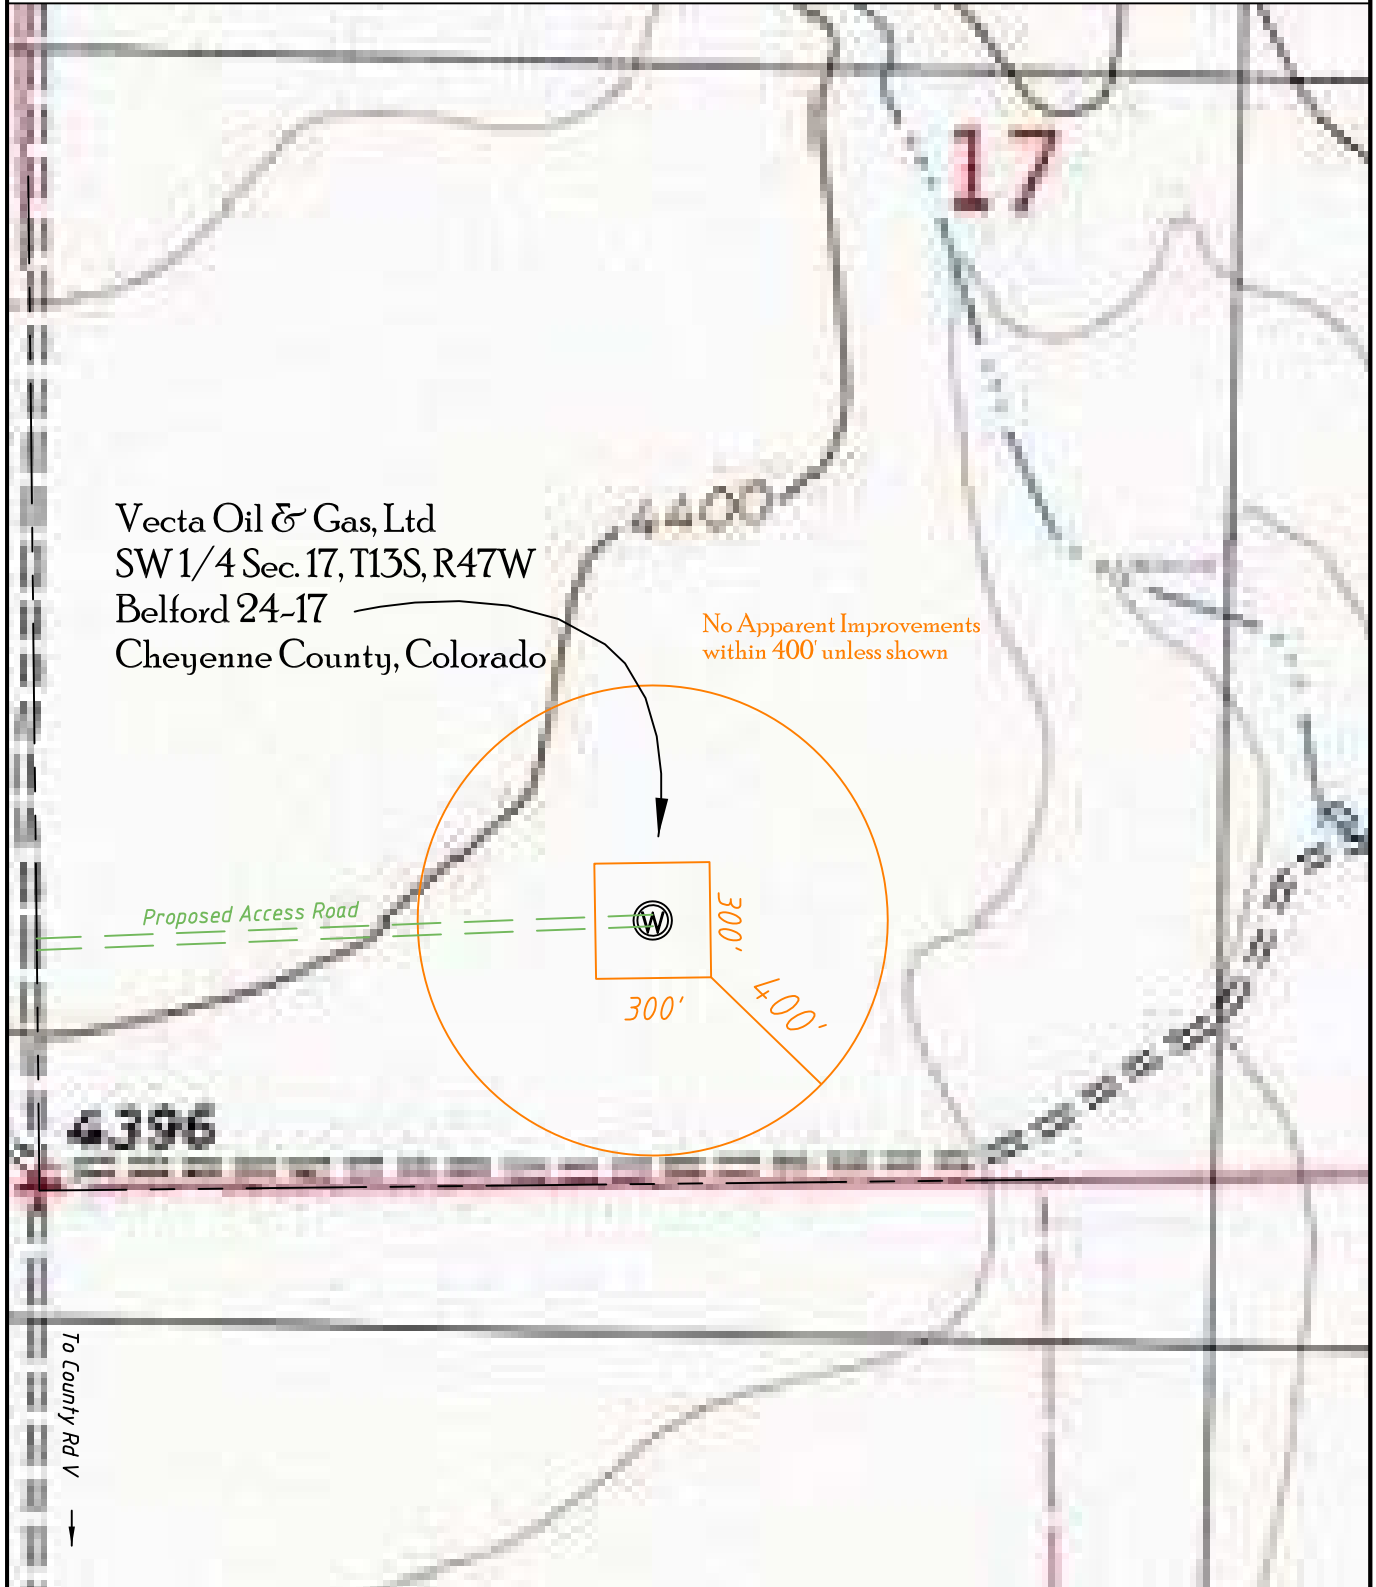 17
4400
Vecta Oil & Gas, Ltd
SW 1/4 Sec. 17, T13S, R47W
Belford 24-17
Cheyenne County, Colorado
No Apparent Improvements
within 400' unless shown
Proposed Access Road
W
300'
300'
400'
4396
To County Rd V